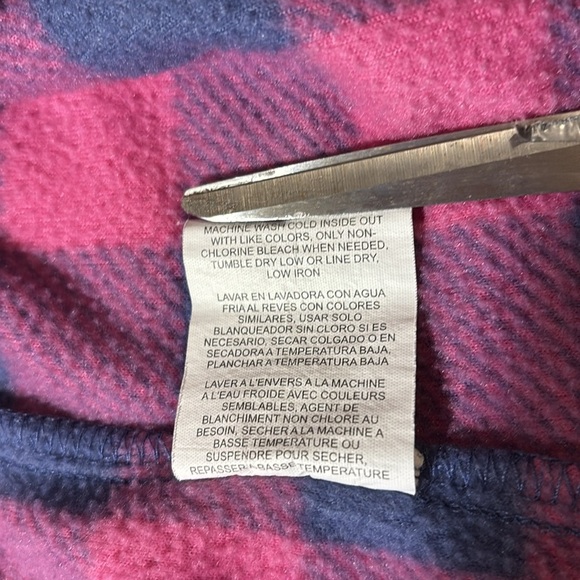 MACHINE WASH COLD INSIDE OUT
WITH LIKE COLORS, ONLY NON-
CHLORINE BLEACH WHEN NEEDED,
TUMBLE DRY LOW OR LINE DRY.
LOW IRON
LAVAR EN LAVADORA CON AGUA
FRIA AL REVES CON COLORES
SIMILARES, USAR SOLO
BLANQUEADOR SIN CLORO SI ES
NECESARIO, SECAR COLGADO O EN
SECADORA A TEMPERATURA BAJA,
PLANCHAR A TEMPERATURA BAJA
LAVER A L'ENVERS A LA MACHINE
A L'EAU FROIDE AVEC COULEURS
SEMBLABLES, AGENT DE
BLANCHIMENT NON CHLORE AU
BESOIN, SECHER A LA MACHINE A
BASSE TEMPERATURE OU
SUSPENDRE POUR SECHER,
REPASSER A BASSE TEMPERATURE